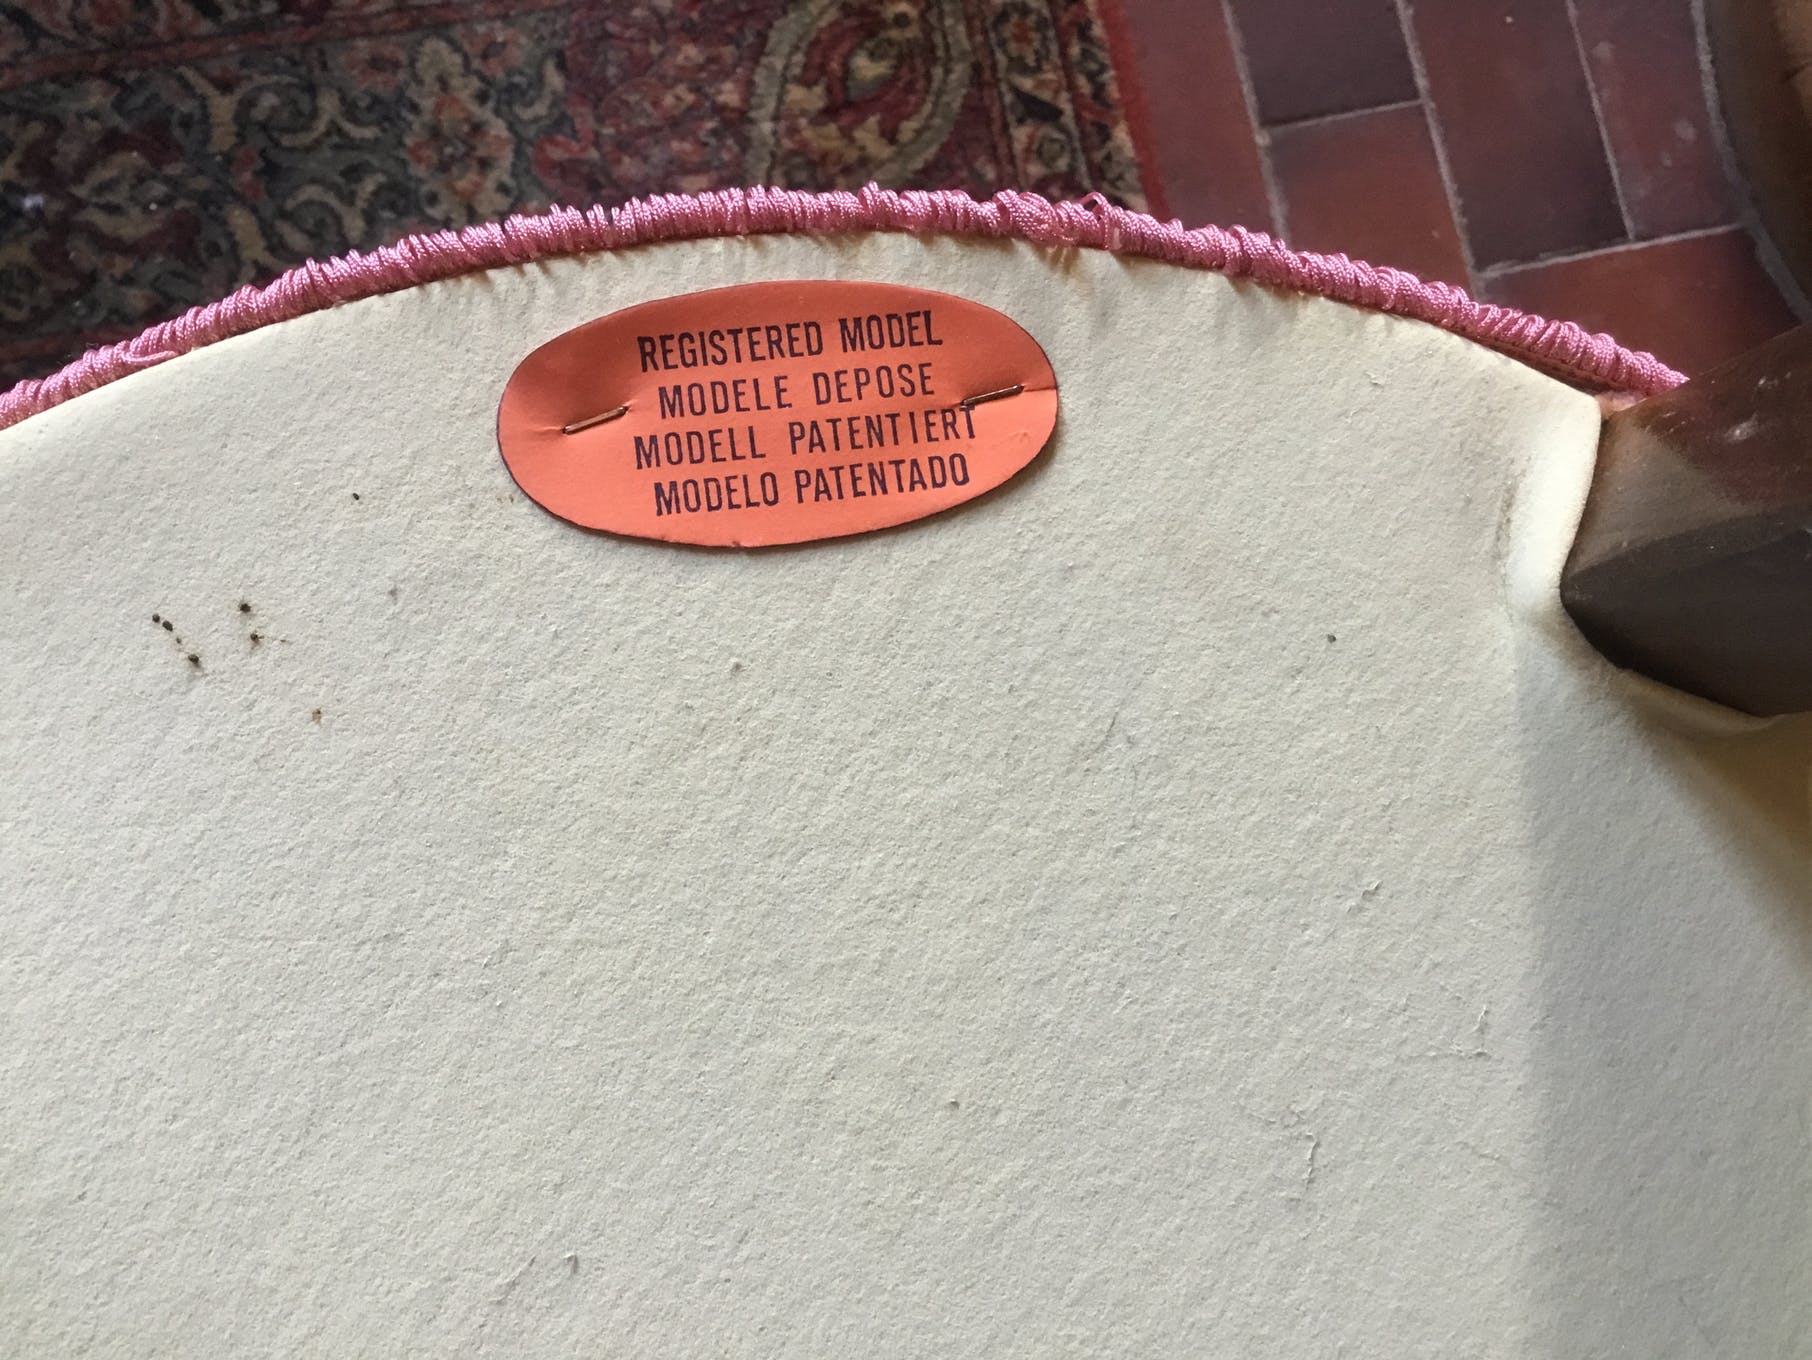 REGISTERED MODEL
MODELE DEPOSE
MODELL PATENTIERT
MODELO PATENTADO